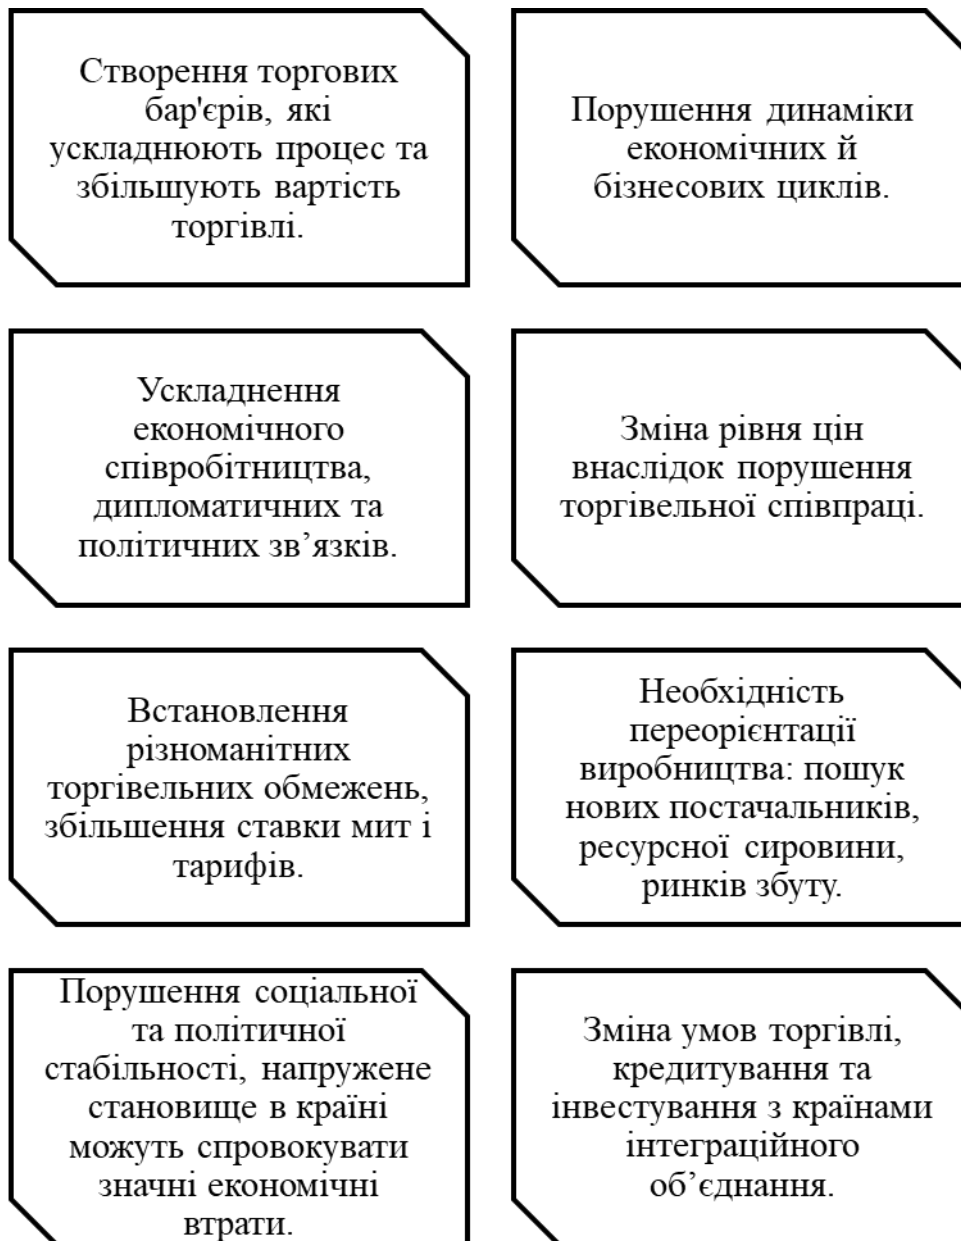 Створення торгових
бар'єрів, які
ускладнюють процес та
збільшують вартість
торгівлі.
Порушення динаміки
економічних й
бізнесових циклів.
Ускладнення
економічного
співробітництва,
дипломатичних та
політичних зв’язків.
Зміна рівня цін
внаслідок порушення
торгівельної співпраці.
Встановлення
різноманітних
торгівельних обмежень,
збільшення ставки мит і
тарифів.
Необхідність
переорієнтації
виробництва: пошук
нових постачальників,
ресурсної сировини,
ринків збуту.
Порушення соціальної
та політичної
стабільності, напружене
становище в країні
можуть спровокувати
значні економічні
втрати.
Зміна умов торгівлі,
кредитування та
інвестування з країнами
інтеграційного
об’єднання.